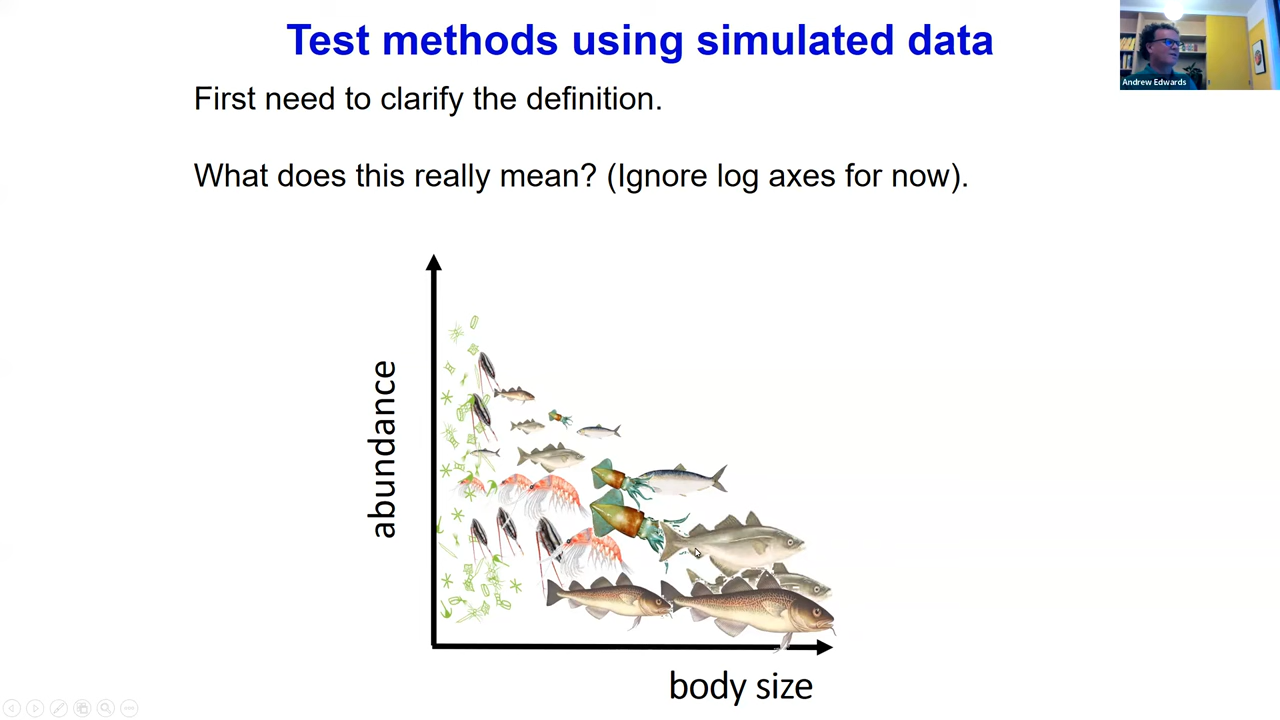 Test methods using simulated data
Andrew Edwards
First need to clarify the definition.
What does this really mean? (Ignore log axes for now).
abundance
body size